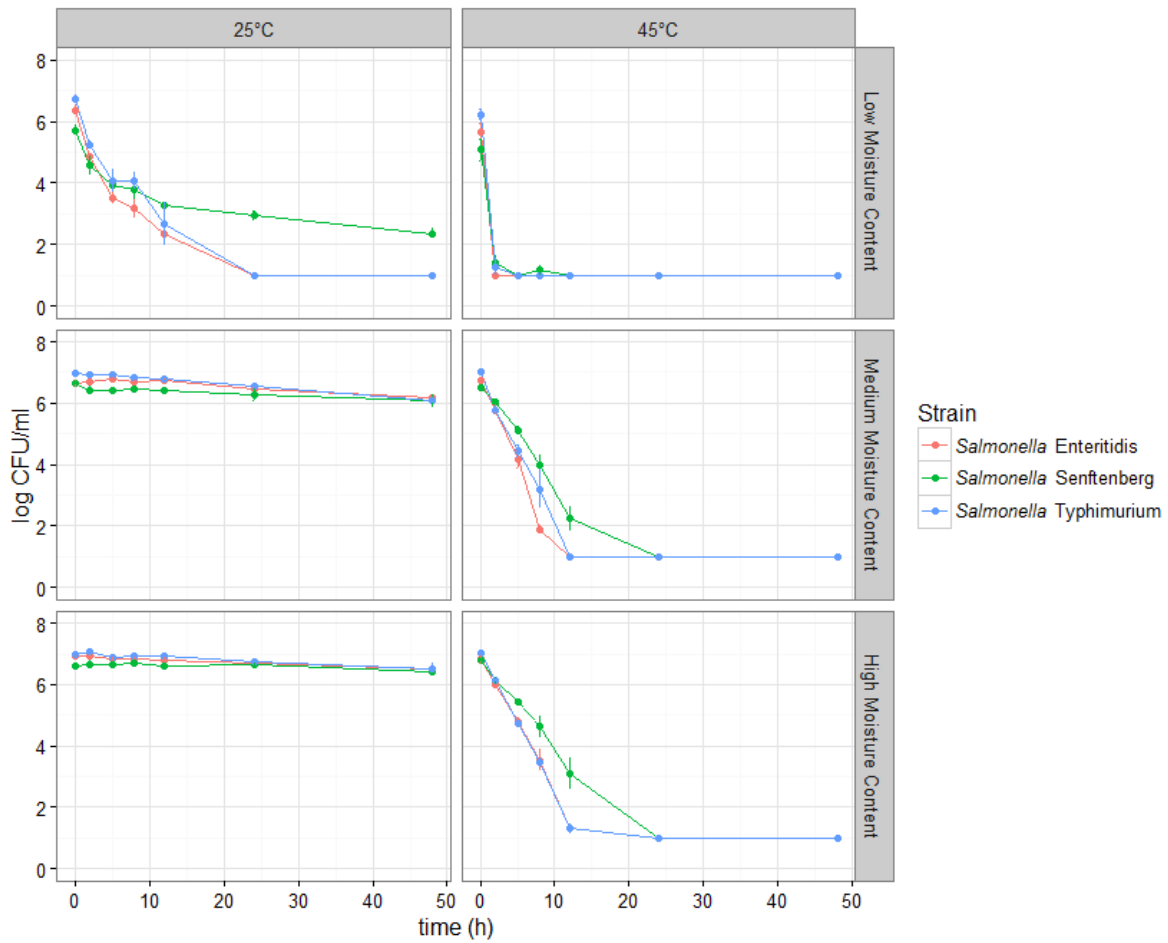 25°C
45°C
8
6
4
2
0
Low Moisture Content
8
6
4
2
0
Medium Moisture Content
8
6
4
2
0
High Moisture Content
log CFU/ml
0 10 20 30 40 50
0 10 20 30 40 50
time (h)
Strain
Salmonella Enteritidis
Salmonella Senftenberg
Salmonella Typhimurium